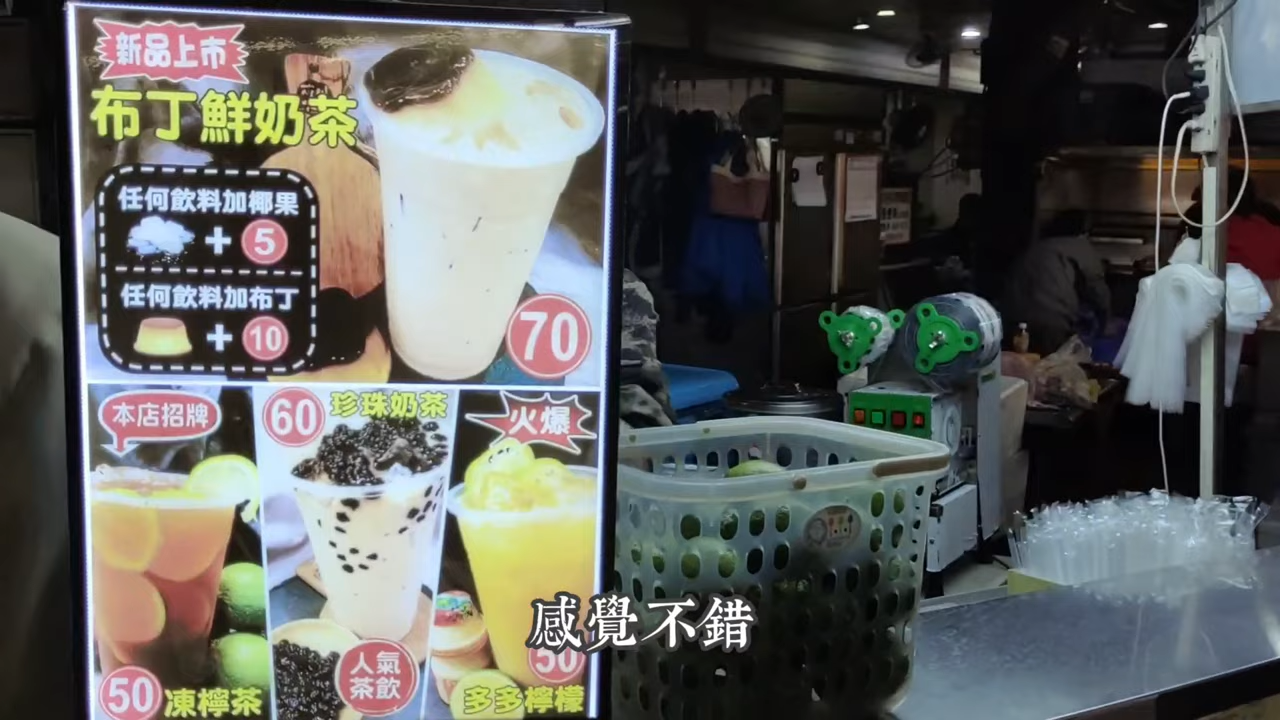 新品上市
布丁鮮奶茶
任何飲料加椰果
+5
任何飲料加布丁
+10
70
本店招牌
50
凍檸茶
60
珍珠奶茶
人氣
茶飲
火爆
50
多多檸檬
感覺不錯